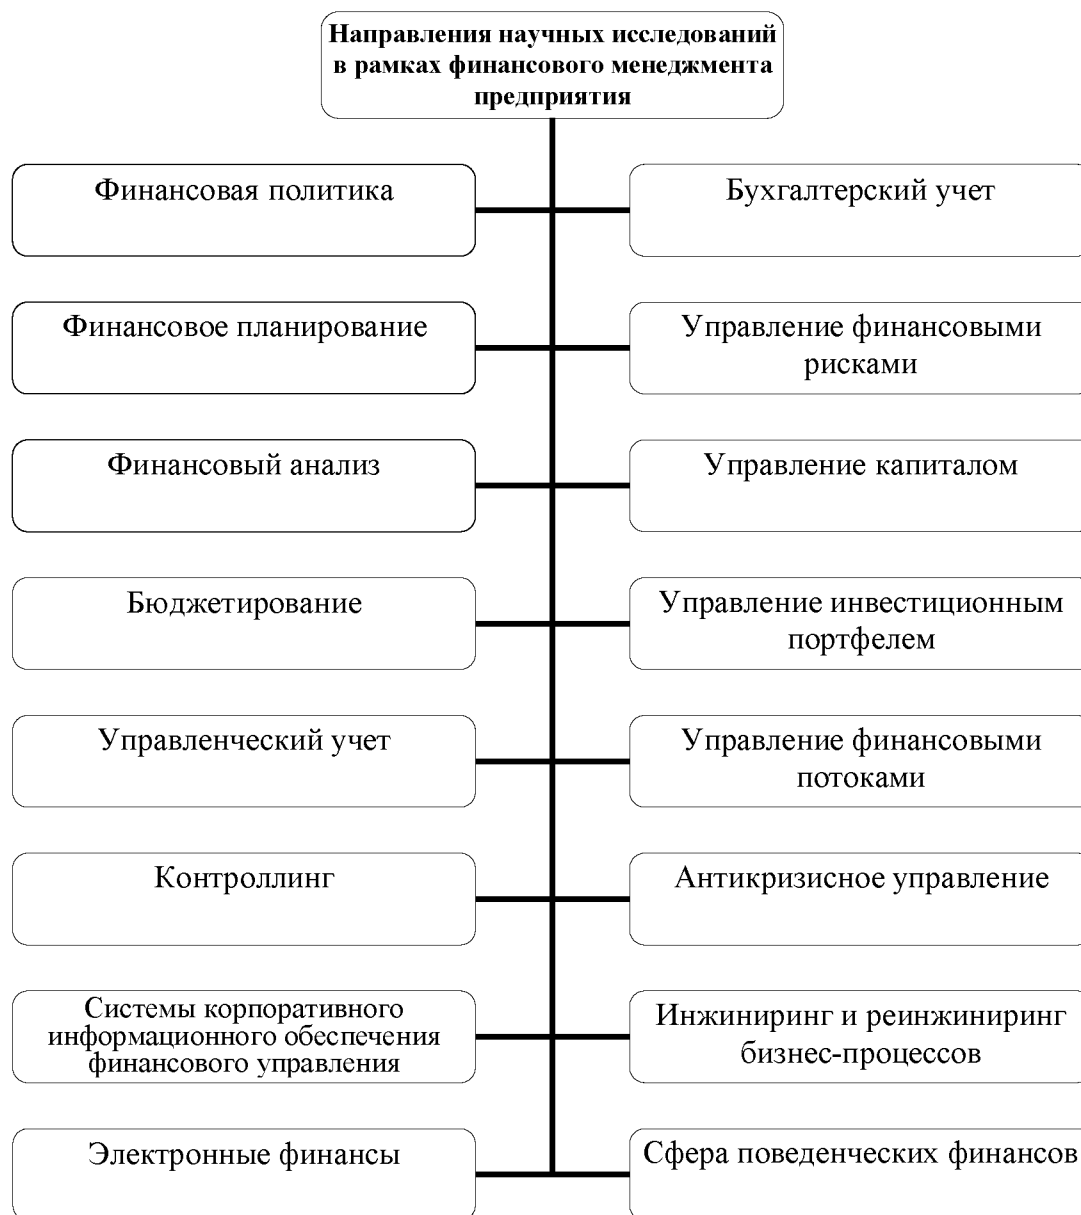 Направления научных исследований
в рамках финансового менеджмента
предприятия
Финансовая политика
Бухгалтерский учет
Финансовое планирование
Управление финансовыми
рисками
Финансовый анализ
Управление капиталом
Бюджетирование
Управление инвестиционным
портфелем
Управленческий учет
Управление финансовыми
потоками
Контроллинг
Антикризисное управление
Системы корпоративного
информационного обеспечения
финансового управления
Инжиниринг и реинжиниринг
бизнес-процессов
Электронные финансы
Сфера поведенческих финансов